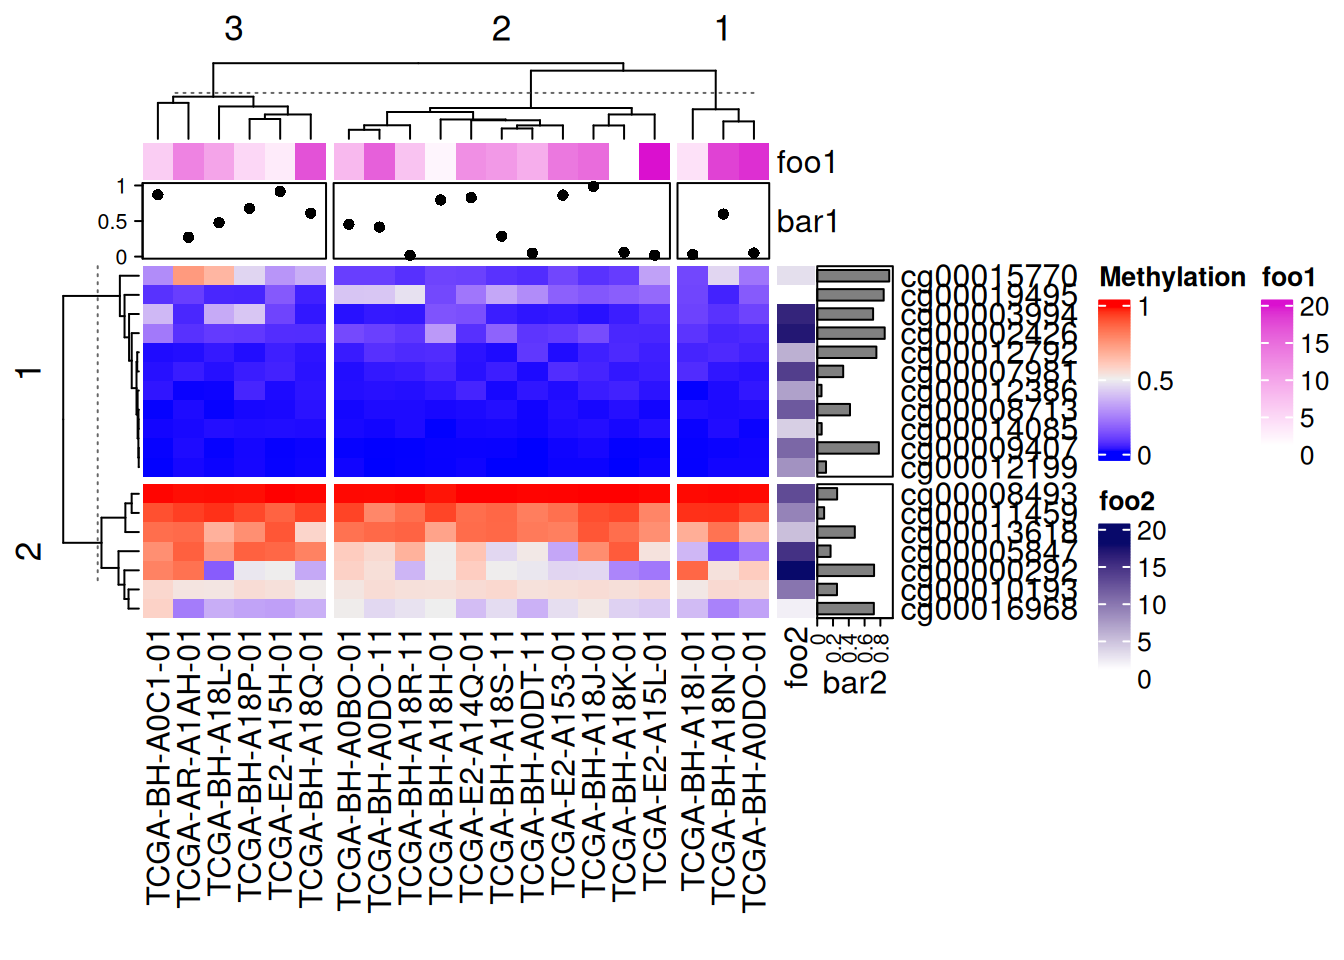 3 2 1
foo1
1
0.5
0
bar1
1
2
cg00015770
cg00019495
cg00003994
cg00002426
cg00012792
cg00007981
cg00012386
cg00008713
cg00014085
cg00009407
cg00012199
cg00008493
cg00011459
cg00013618
cg00005847
cg00000292
cg00010193
cg00016968
foo2
0 0.2 0.4 0.6 0.8
bar2
TCGA-BH-A0C1-01
TCGA-AR-A1AH-01
TCGA-BH-A18L-01
TCGA-BH-A18P-01
TCGA-E2-A15H-01
TCGA-BH-A18Q-01
TCGA-BH-A0BO-01
TCGA-BH-A0DO-11
TCGA-BH-A18R-11
TCGA-BH-A18H-01
TCGA-E2-A14Q-01
TCGA-BH-A18S-11
TCGA-BH-A0DT-11
TCGA-E2-A153-01
TCGA-BH-A18J-01
TCGA-BH-A18K-01
TCGA-E2-A15L-01
TCGA-BH-A18I-01
TCGA-BH-A18N-01
TCGA-BH-A0DO-01
Methylation
1
0.5
0
foo1
20
15
10
5
0
foo2
20
15
10
5
0